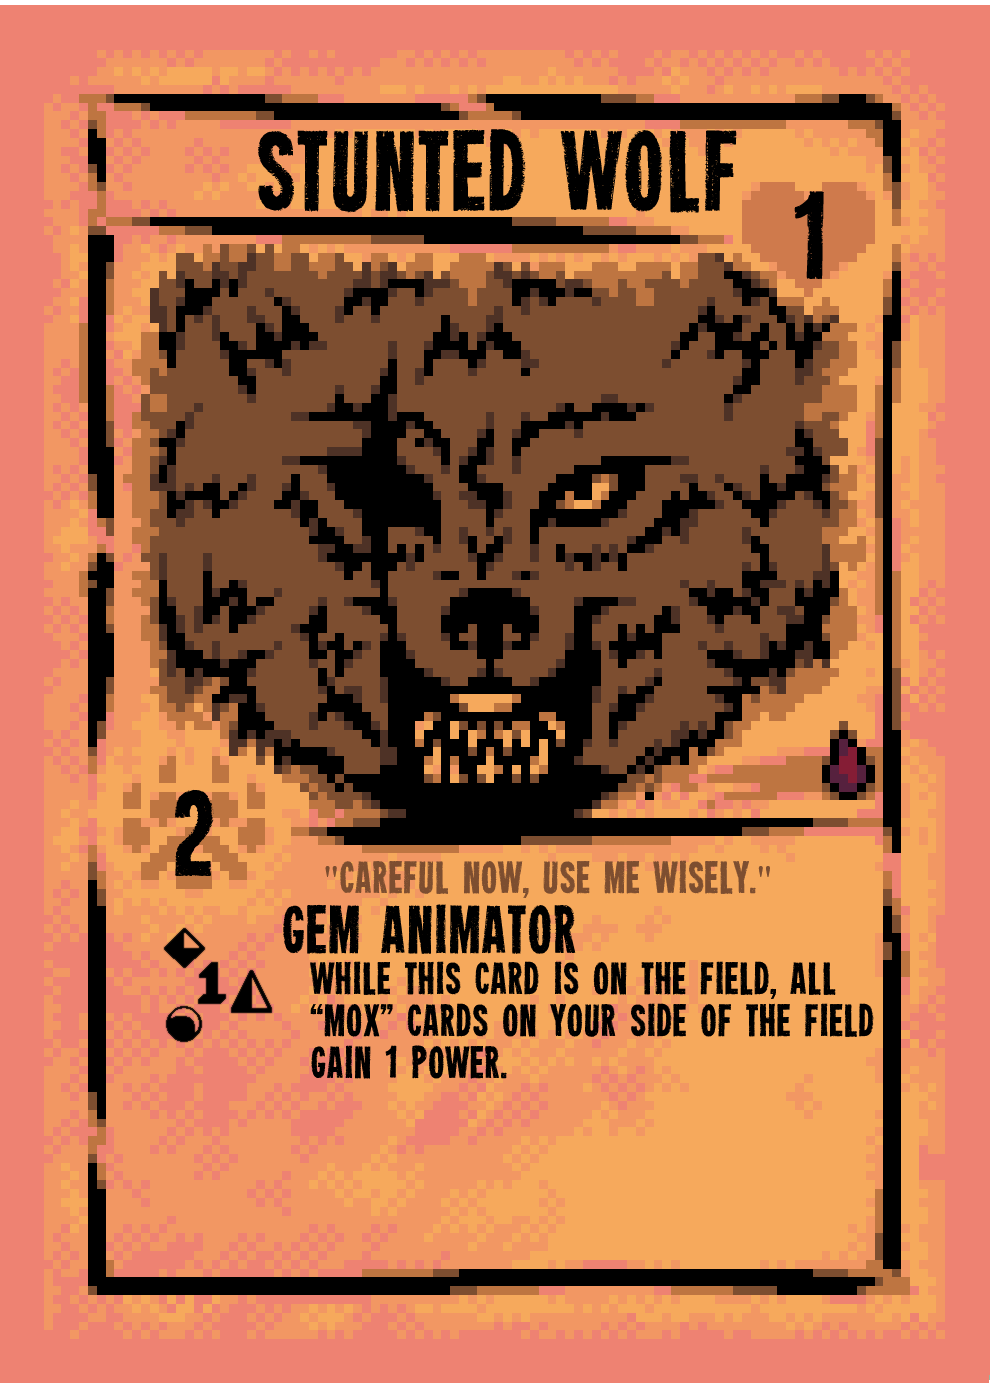 STUNTED WOLF
1
2
"CAREFUL NOW, USE ME WISELY."
GEM ANIMATOR
1
WHILE THIS CARD IS ON THE FIELD, ALL
“MOX” CARDS ON YOUR SIDE OF THE FIELD
GAIN 1 POWER.